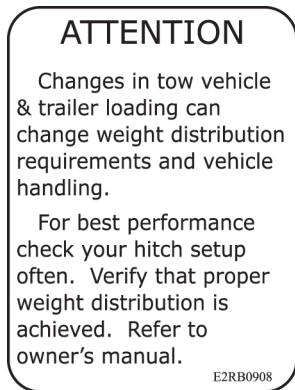 ATTENTION
Changes in tow vehicle
& trailer loading can
change weight distribution
requirements and vehicle
handling.
For best performance
check your hitch setup
often.  Verify that proper
weight distribution is
achieved.  Refer to
owner's manual.
E2RB0908